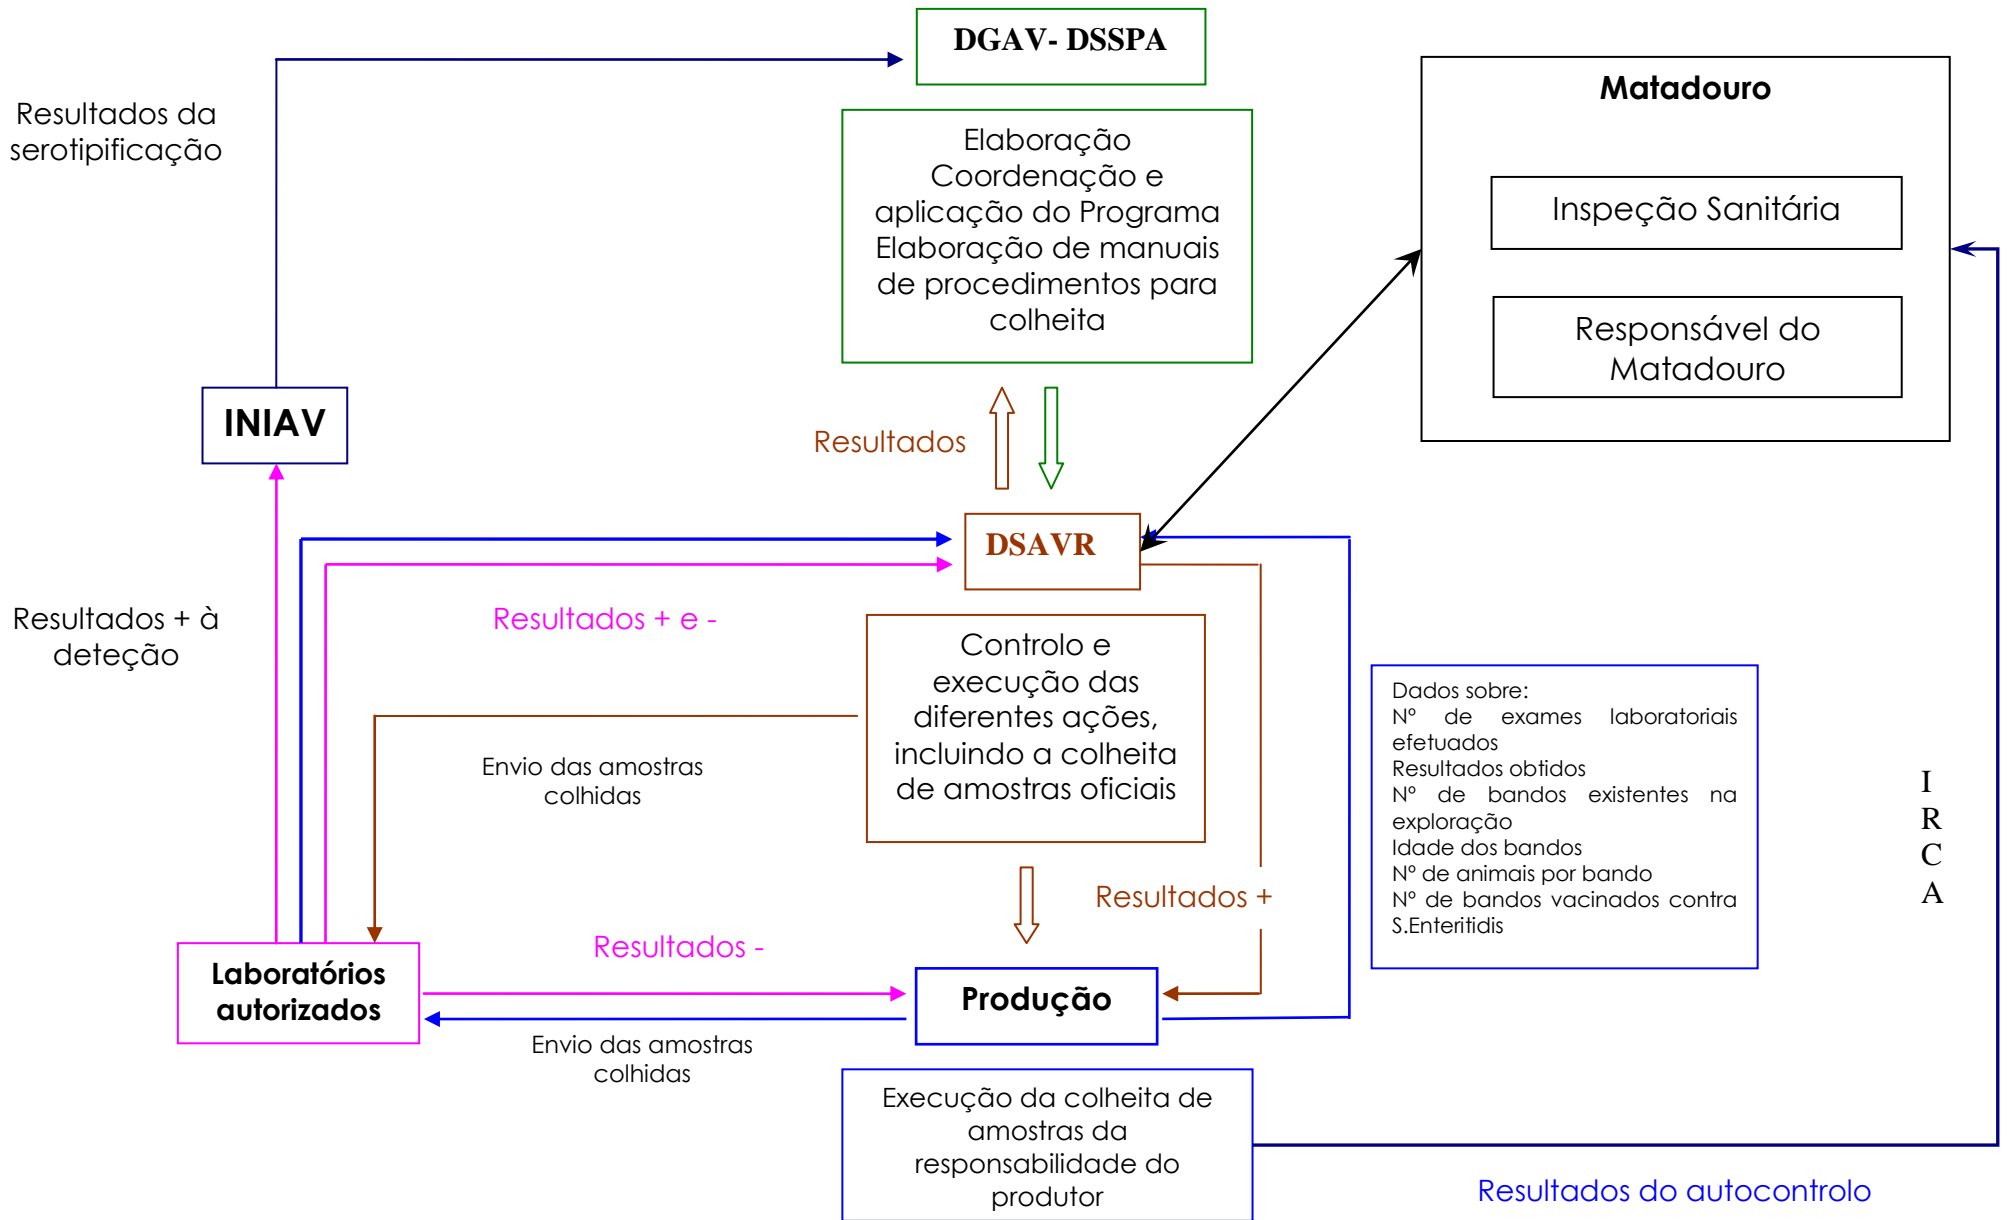 DGAV- DSSPA
Matadouro
Resultados da
serotipificação
Elaboração
Coordenação e
aplicação do Programa
Elaboração de manuais
de procedimentos para
colheita
Inspeção Sanitária
Responsável do
Matadouro
INIAV
Resultados
DSAVR
Resultados + à
deteção
Resultados + e -
Controlo e
execução das
diferentes ações,
incluindo a colheita
de amostras oficiais
Envio das amostras
colhidas
Dados sobre:
Nº de exames laboratoriais
efetuados
Resultados obtidos
Nº de bandos existentes na
exploração
Idade dos bandos
Nº de animais por bando
Nº de bandos vacinados contra
S.Enteritidis
I
R
C
A
Resultados +
Resultados -
Laboratórios
autorizados
Produção
Envio das amostras
colhidas
Execução da colheita de
amostras da
responsabilidade do
produtor
Resultados do autocontrolo